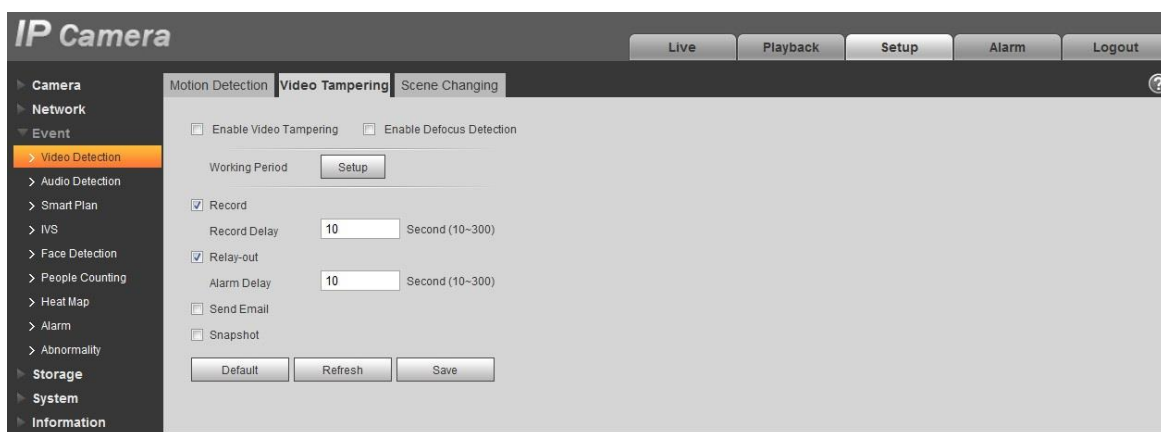 IP Camera
Live Playback Setup Alarm Logout
Camera
Network
Event
Video Detection
Audio Detection
Smart Plan
IVS
Face Detection
People Counting
Heat Map
Alarm
Abnormality
Storage
System
Information
Motion Detection Video Tampering Scene Changing
?
Enable Video Tampering Enable Defocus Detection
Working Period Setup
Record
Record Delay 10 Second (10~300)
Relay-out
Alarm Delay 10 Second (10~300)
Send Email
Snapshot
Default Refresh Save